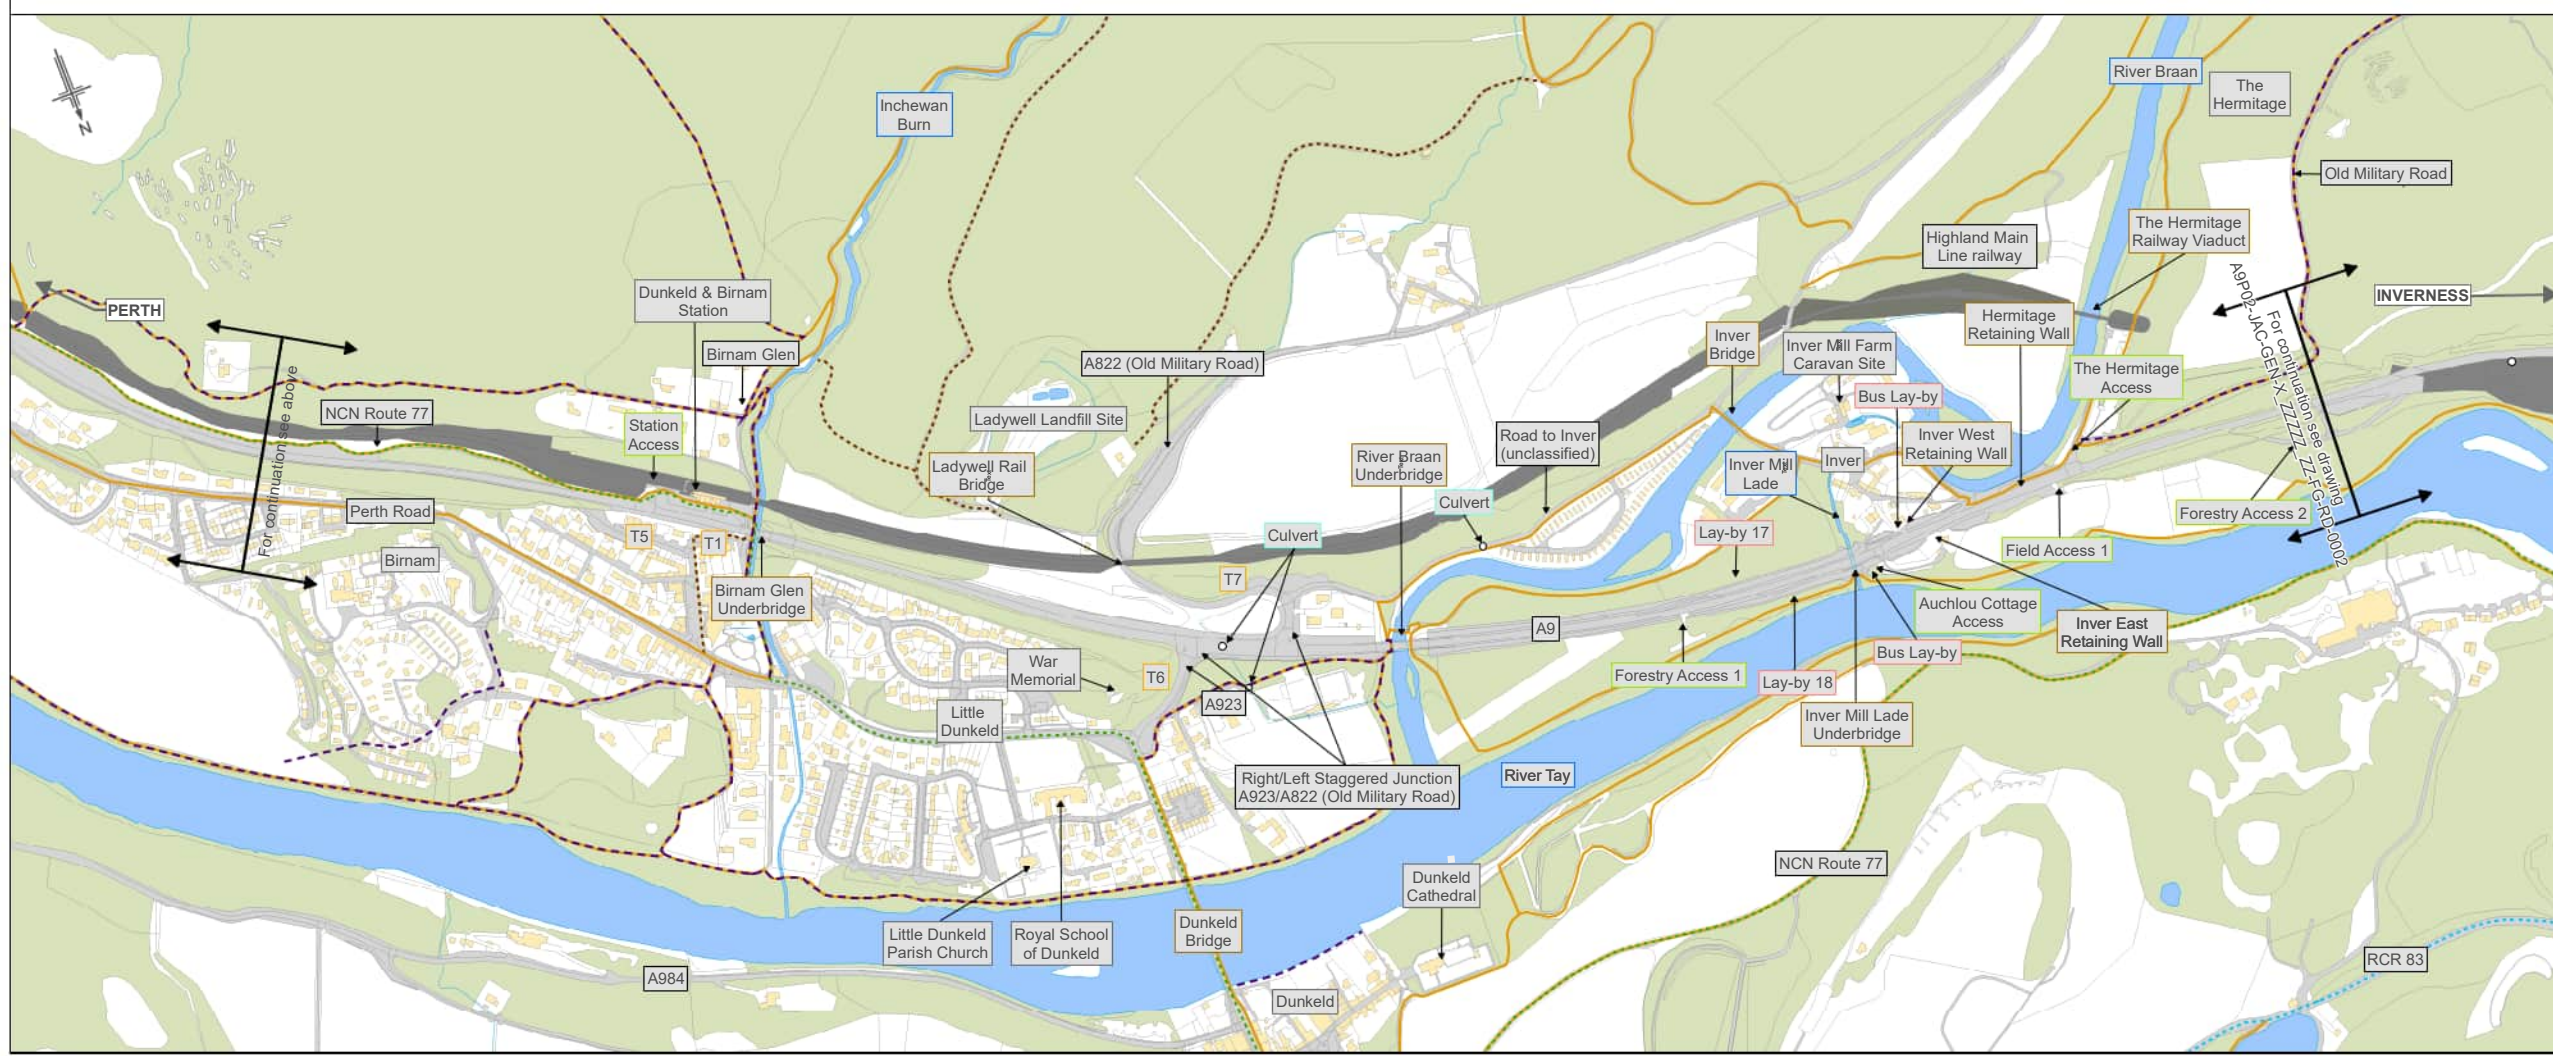 N
Inchewan
Burn
River Braan
The
Hermitage
Old Military Road
The Hermitage
Railway Viaduct
Highland Main
Line railway
PERTH
Dunkeld & Birnam
Station
INVERNESS
Birnam Glen
A822 (Old Military Road)
Inver
Bridge
Inver Mill Farm
Caravan Site
Hermitage
Retaining Wall
The Hermitage
Access
Bus Lay-by
NCN Route 77
Station
Access
Ladywell Landfill Site
Ladywell Rail
Bridge
River Braan
Underbridge
Road to Inver
(unclassified)
Inver Mill
Lade
Inver
Inver West
Retaining Wall
For continuation see above
For continuation see drawing
A9P02-JAC-GEN-X_ZZZZZ_ZZ-FG-RD-0002
Perth Road
Culvert
Culvert
Lay-by 17
Forestry Access 2
Field Access 1
Birnam
T5
T1
T7
Birnam Glen
Underbridge
A9
Auchlou Cottage
Access
Inver East
Retaining Wall
Bus Lay-by
War
Memorial
T6
A923
Forestry Access 1
Lay-by 18
Inver Mill Lade
Underbridge
Little
Dunkeld
Right/Left Staggered Junction
A923/A822 (Old Military Road)
River Tay
NCN Route 77
Dunkeld
Cathedral
Little Dunkeld
Parish Church
Royal School
of Dunkeld
Dunkeld
Bridge
A984
Dunkeld
RCR 83